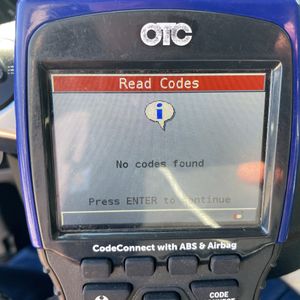 OTC
Read Codes
i
No codes found
Press ENTER to continue
CodeConnect with ABS & Airbag
CODE